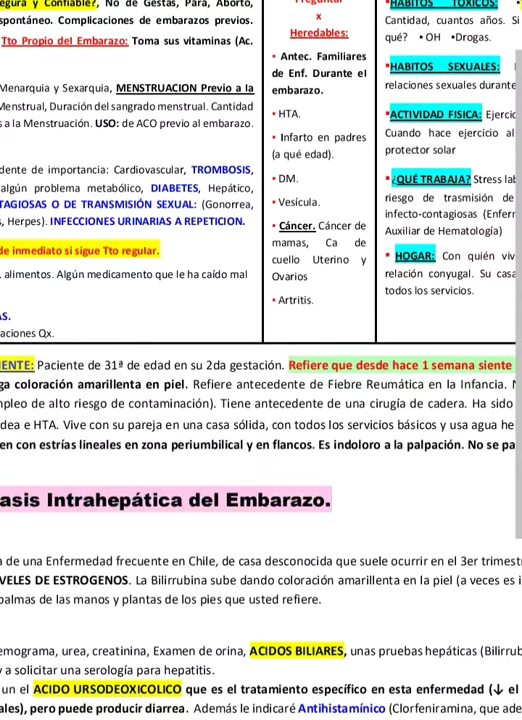 egura y Confiable?, No de Gestas, Para, Aborto,
spontáneo. Complicaciones de embarazos previos.
Tto Propio del Embarazo: Toma sus vitaminas (Ac.
Menarquia y Sexarquia, MENSTRUACION Previo a la
Menstrual, Duración del sangrado menstrual. Cantidad
s a la Menstruación. USO: de ACO previo al embarazo.
dente de importancia: Cardiovascular, TROMBOSIS,
algún problema metabólico, DIABETES, Hepático,
TAGIOSAS O DE TRANSMISIÓN SEXUAL: (Gonorrea,
s, Herpes). INFECCIONES URINARIAS A REPETICION.
de inmediato si sigue Tto regular.
, alimentos. Algún medicamento que le ha caído mal
AS.
aciones Qx.
Preguntar
x
Heredables:
▪ Antec. Familiares
de Enf. Durante el
embarazo.
▪ HTA.
▪ Infarto en padres
(a qué edad).
▪ DM.
▪ Vesícula.
▪ Cáncer. Cáncer de
mamas, Ca de
cuello Uterino y
Ovarios
▪ Artritis.
▪HABITOS TOXICOS: ▪
Cantidad, cuantos años. Si
qué? ▪ OH ▪Drogas.
▪HABITOS SEXUALES:
relaciones sexuales durante
▪ACTIVIDAD FISICA: Ejercic
Cuando hace ejercicio al
protector solar
▪¿QUÉ TRABAJA? Stress lab
riesgo de trasmisión de
infecto-contagiosas (Enferr
Auxiliar de Hematología)
▪ HOGAR: Con quién viv
relación conyugal. Su casa
todos los servicios.
IENTE: Paciente de 31ª de edad en su 2da gestación. Refiere que desde hace 1 semana siente
ga coloración amarillenta en piel. Refiere antecedente de Fiebre Reumática en la Infancia. N
mpleo de alto riesgo de contaminación). Tiene antecedente de una cirugía de cadera. Ha sido
idea e HTA. Vive con su pareja en una casa sólida, con todos los servicios básicos y usa agua he
en con estrías lineales en zona periumbilical y en flancos. Es indoloro a la palpación. No se pa
asis Intrahepática del Embarazo.
a de una Enfermedad frecuente en Chile, de casa desconocida que suele ocurrir en el 3er trimest
VELES DE ESTROGENOS. La Bilirrubina sube dando coloración amarillenta en la piel (a veces es i
palmas de las manos y plantas de los pies que usted refiere.
emograma, urea, creatinina, Examen de orina, ACIDOS BILIARES, unas pruebas hepáticas (Bilirrub
y a solicitar una serología para hepatitis.
un el ACIDO URSODEOXICOLICO que es el tratamiento específico en esta enfermedad (↓ el
ales), pero puede producir diarrea. Además le indicaré Antihistamínico (Clorfeniramina, que ade